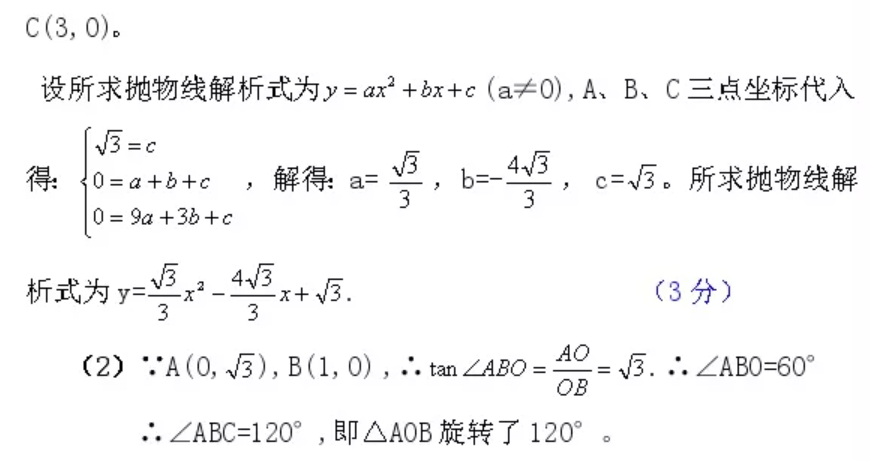 C(3,0)。
设所求抛物线解析式为y=ax²+bx+c(a≠0),A、B、C三点坐标代入
得：{√3=c, 0=a+b+c, 0=9a+3b+c，解得：a=√3/3，b=-4√3/3，c=√3。所求抛物线解
析式为y=√3/3x²-4√3/3x+√3. （3分）
（2）∵A(0,√3),B(1,0),∴tan∠ABO=AO/OB=√3.∴∠ABO=60°
∴∠ABC=120°,即△AOB旋转了120°。